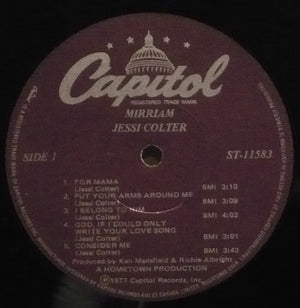 Capitol
REGISTERED TRADE MARK
MIRRIAM
JESSI COLTER
SIDE 1
ST-11583
1. FOR MAMA
(Jessi Colter)
BMI 3:10
2. PUT YOUR ARMS AROUND ME
(Jessi Colter)
BMI 3:09
3. I BELONG TO HIM
(Jessi Colter)
BMI 4:02
4. GOD, IF I COULD ONLY
WRITE YOUR LOVE SONG
(Jessi Colter)
BMI 3:01
5. CONSIDER ME
(Jessi Colter)
BMI 3:42
Produced by Ken Mansfield & Richie Albright
A HOMETOWN PRODUCTION
℗1977 Capitol Records, Inc.